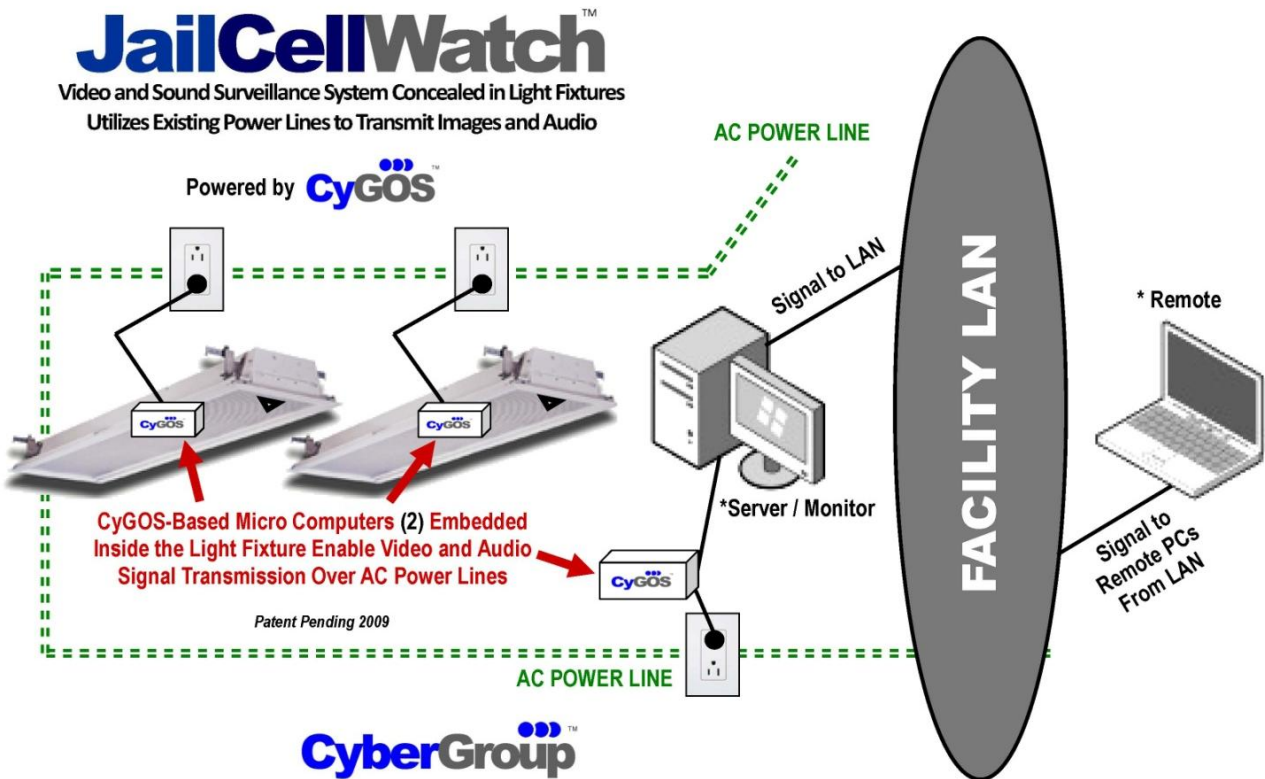 JailCellWatch™
Video and Sound Surveillance System Concealed in Light Fixtures
Utilizes Existing Power Lines to Transmit Images and Audio
Powered by CyGOS™
AC POWER LINE
Signal to LAN
FACILITY LAN
* Remote
CyGOS
CyGOS
*Server / Monitor
CyGOS-Based Micro Computers (2) Embedded
Inside the Light Fixture Enable Video and Audio
Signal Transmission Over AC Power Lines
CyGOS
Signal to
Remote PCs
From LAN
Patent Pending 2009
AC POWER LINE
CyberGroup™